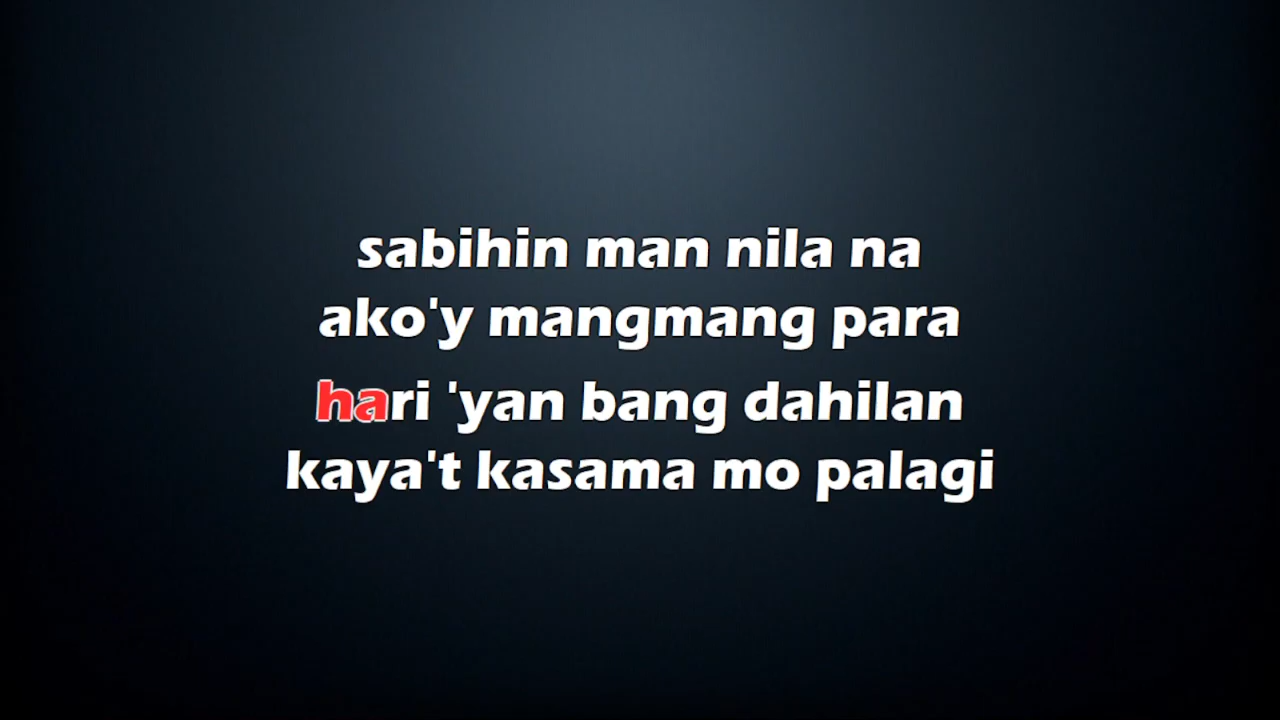 sabihin man nila na
ako'y mangmang para
hari 'yan bang dahilan
kaya't kasama mo palagi